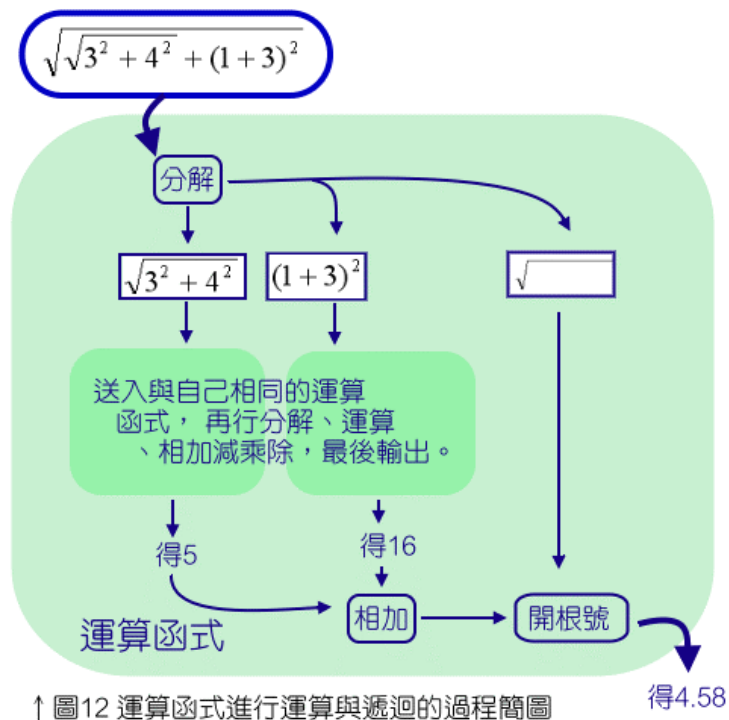 √(√(3² + 4²) + (1 + 3)²)
分解
√(3² + 4²)
(1 + 3)²
√
送入與自己相同的運算
函式，再行分解、運算
、相加減乘除，最後輸出。
得5
得16
運算函式
相加
開根號
得4.58
↑圖12 運算函式進行運算與遞迴的過程簡圖